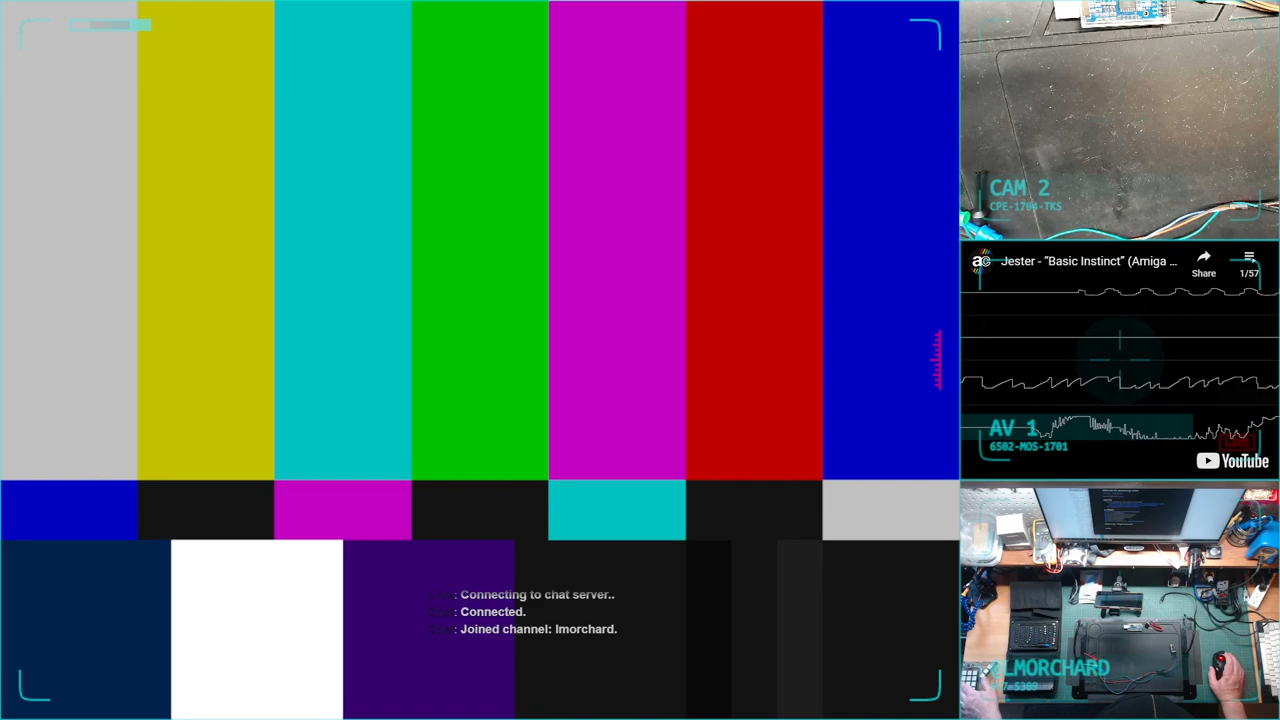 : Connecting to chat server..
: Connected.
: Joined channel: lmorchard.
CAM 2
CPE-1704-TKS
ac
Jester - “Basic Instinct” (Amiga ...
Share
1/57
AV 1
6502-MOS-1701
YouTube
@LMORCHARD